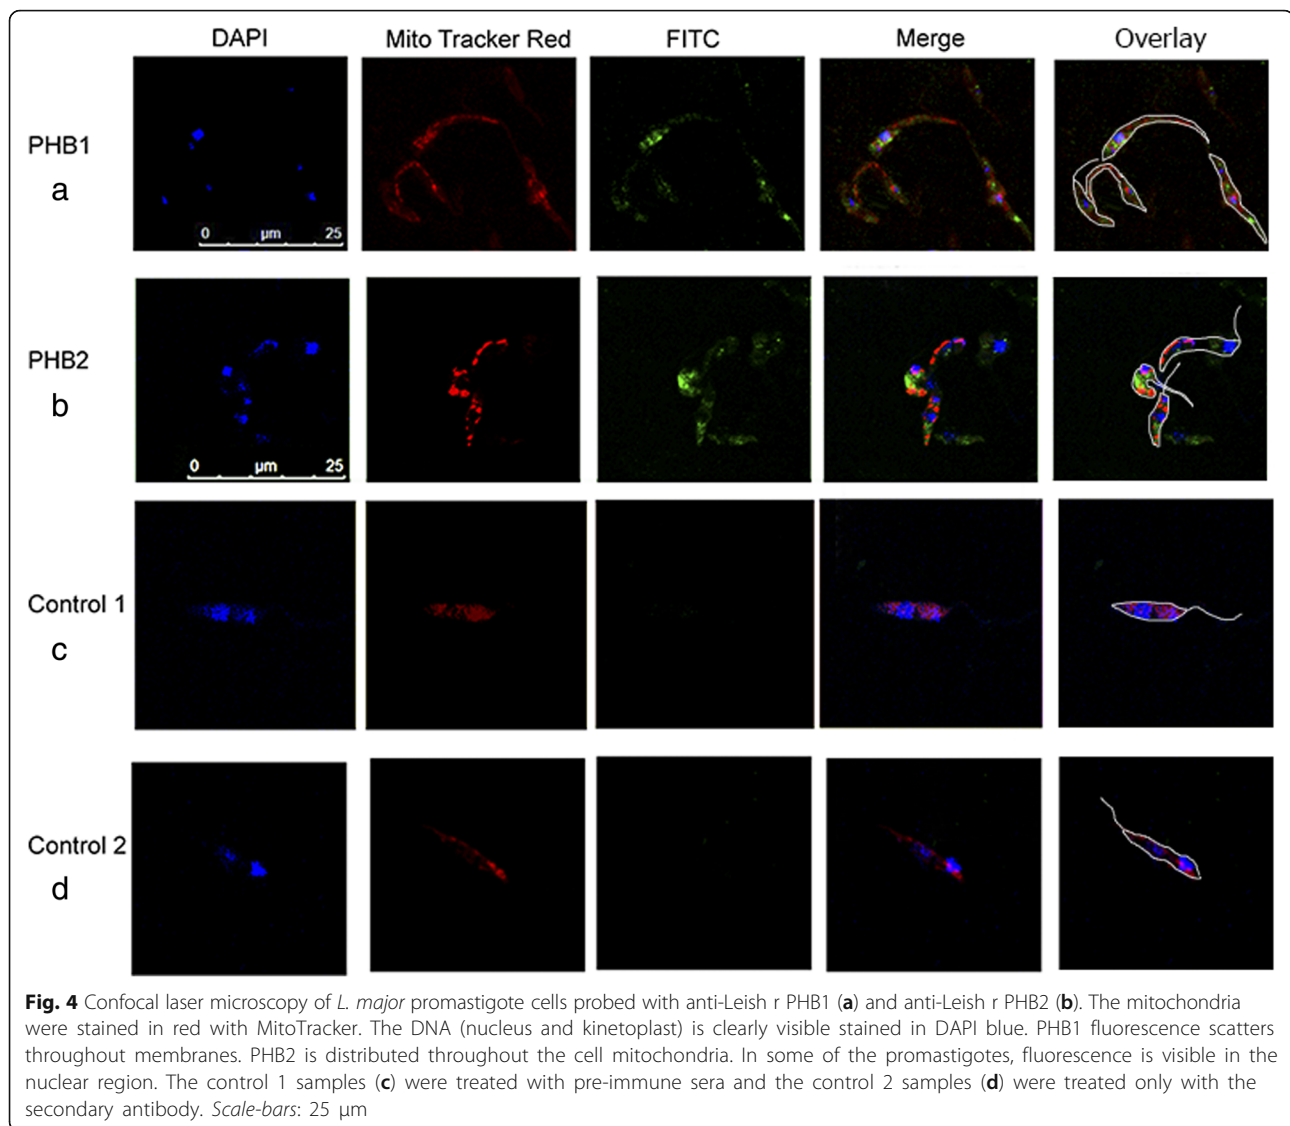 DAPI Mito Tracker Red FITC Merge Overlay
PHB1
a
0 µm 25
PHB2
b
0 µm 25
Control 1
c
Control 2
d
Fig. 4 Confocal laser microscopy of L. major promastigote cells probed with anti-Leish r PHB1 (a) and anti-Leish r PHB2 (b). The mitochondria
were stained in red with MitoTracker. The DNA (nucleus and kinetoplast) is clearly visible stained in DAPI blue. PHB1 fluorescence scatters
throughout membranes. PHB2 is distributed throughout the cell mitochondria. In some of the promastigotes, fluorescence is visible in the
nuclear region. The control 1 samples (c) were treated with pre-immune sera and the control 2 samples (d) were treated only with the
secondary antibody. Scale-bars: 25 µm